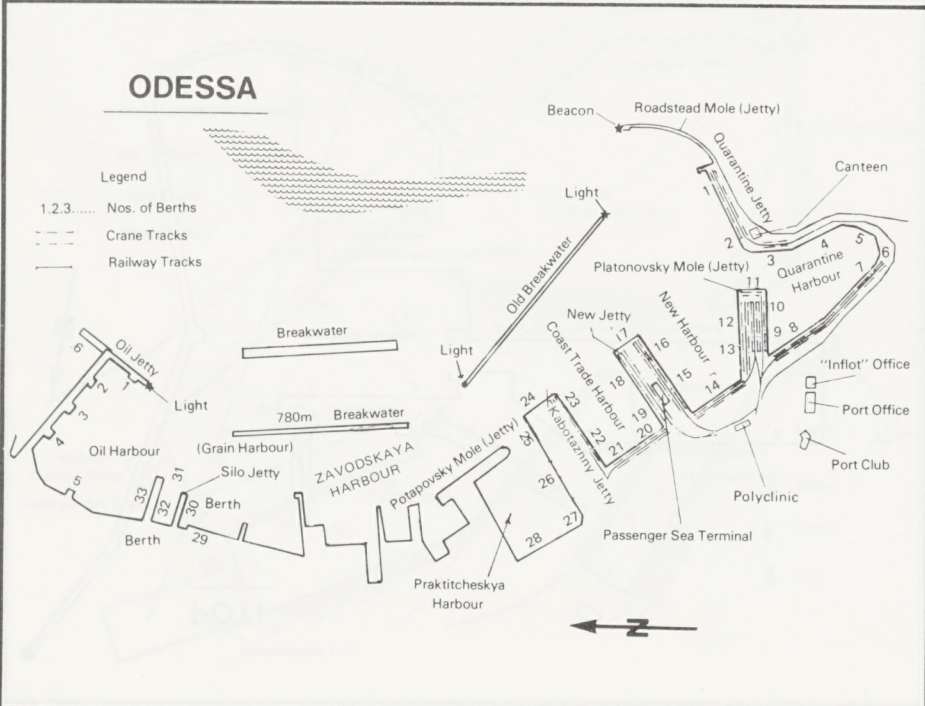 ODESSA
Legend
1.2.3...... Nos. of Berths
Crane Tracks
Railway Tracks
Beacon
Roadstead Mole (Jetty)
Quarantine Jetty
Canteen
Light
Old Breakwater
Platonovsky Mole (Jetty)
Quarantine
Harbour
1
2
3
4
5
6
7
8
9
10
11
12
13
New Jetty
New Harbour
14
15
16
17
Coast Trade Harbour
18
19
20
21
22
23
24
Kabotaznny Jetty
25
26
27
28
"Inflot" Office
Port Office
Port Club
Polyclinic
Passenger Sea Terminal
Breakwater
Light
780m Breakwater
(Grain Harbour)
ZAVODSKAYA
HARBOUR
Potapovsky Mole (Jetty)
Praktitcheskya
Harbour
Oil Jetty
6
1
2
3
4
5
Light
Oil Harbour
31
Silo Jetty
33
32
30
Berth
29
Berth
N